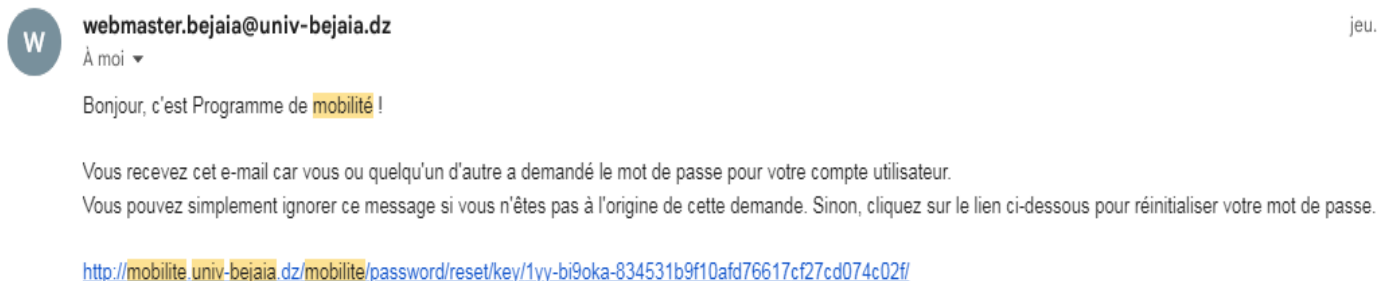 W
webmaster.bejaia@univ-bejaia.dz
jeu.
À moi
Bonjour, c'est Programme de mobilité !
Vous recevez cet e-mail car vous ou quelqu'un d'autre a demandé le mot de passe pour votre compte utilisateur.
Vous pouvez simplement ignorer ce message si vous n'êtes pas à l'origine de cette demande. Sinon, cliquez sur le lien ci-dessous pour réinitialiser votre mot de passe.
http://mobilite.univ-bejaia.dz/mobilite/password/reset/key/1yy-bi9oka-834531b9f10afd76617cf27cd074c02f/